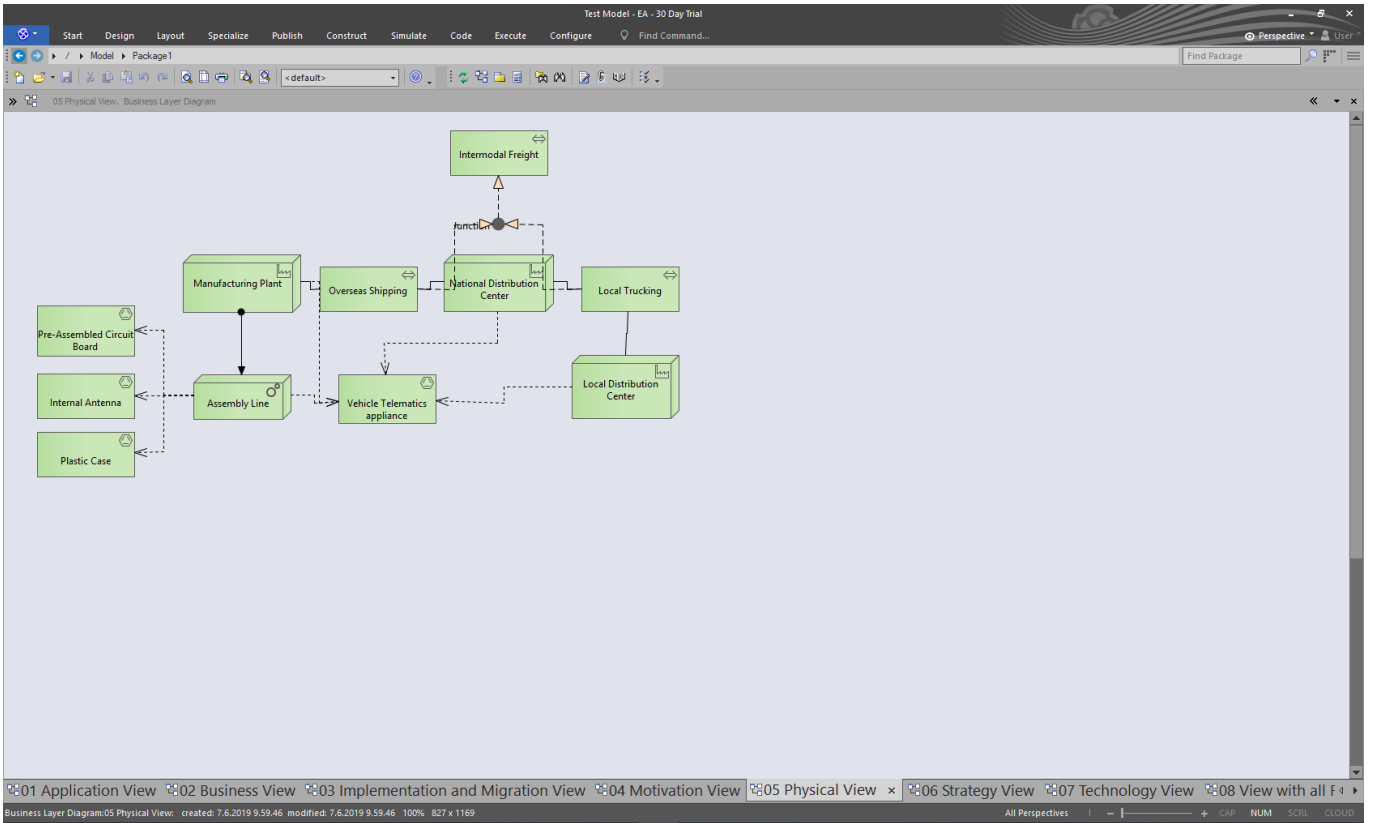 Test Model - EA - 30 Day Trial
Start Design Layout Specialize Publish Construct Simulate Code Execute Configure Find Command...
Perspective User
/ Model Package1
Find Package
<default>
05 Physical View. Business Layer Diagram
Intermodal Freight
Junction
Manufacturing Plant
Overseas Shipping
National Distribution
Center
Local Trucking
Pre-Assembled Circuit
Board
Internal Antenna
Assembly Line
Vehicle Telematics
appliance
Local Distribution
Center
Plastic Case
01 Application View 02 Business View 03 Implementation and Migration View 04 Motivation View 05 Physical View 06 Strategy View 07 Technology View 08 View with all
Business Layer Diagram:05 Physical View: created: 7.6.2019 9.59.46 modified: 7.6.2019 9.59.46 100% 827 x 1169
All Perspectives CAP NUM SCRL CLOUD